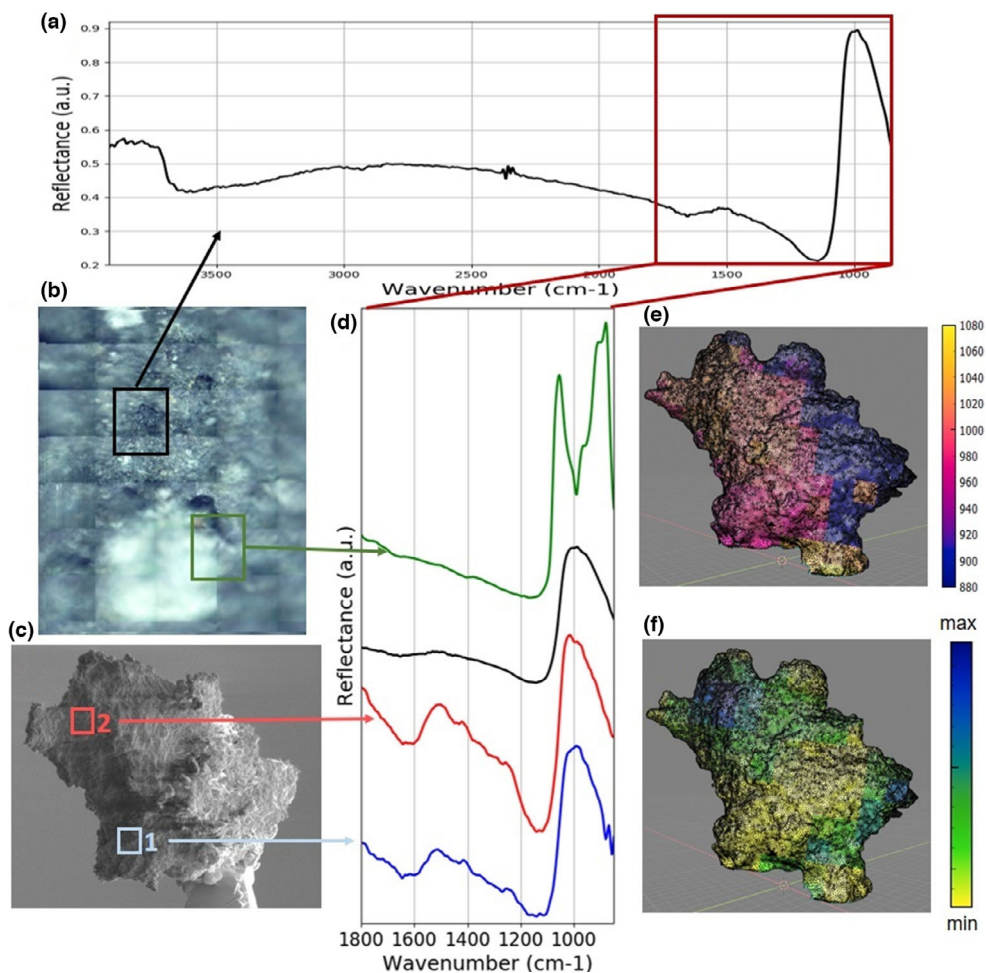 (a)
0.9
0.8
0.7
0.6
0.5
0.4
0.3
0.2
Reflectance (a.u.)
3500 3000 2500 2000 1500 1000
Wavenumber (cm-1)
(b)
(c)
2
1
(d)
Reflectance (a.u.)
1800 1600 1400 1200 1000
Wavenumber (cm-1)
(e)
1080
1060
1040
1020
1000
980
960
940
920
900
880
(f)
max
min